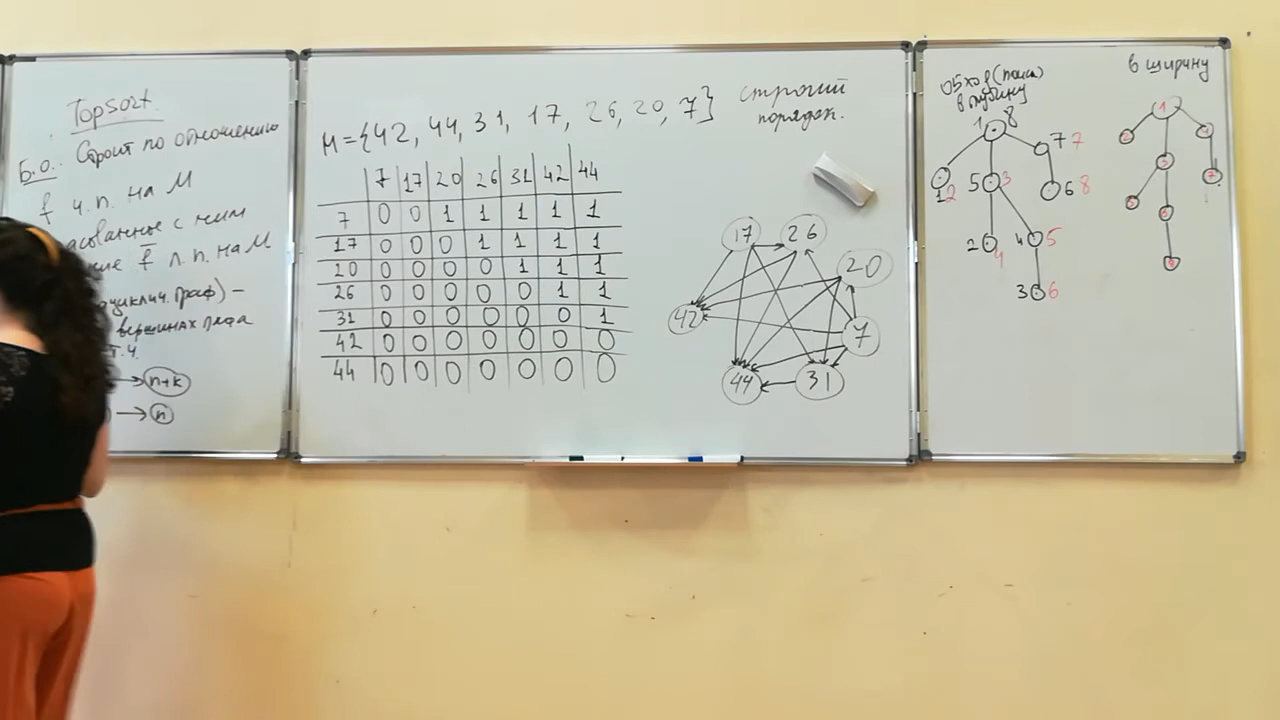 TopSort.
Б.О. Строит по отношению
f ч.п. на M
f л.п. на M
вершинах графа
т.ч.
n+k
n
M={42, 44, 31, 17, 26, 20, 7}
строгий
порядок.
7 17 20 26 31 42 44
7 0 0 1 1 1 1 1
17 0 0 0 1 1 1 1
20 0 0 0 0 1 1 1
26 0 0 0 0 0 1 1
31 0 0 0 0 0 0 1
42 0 0 0 0 0 0 0
44 0 0 0 0 0 0 0
17 26
20
42
7
44 31
обход (поиск)
в глубину
1 8
7 7
1 2 5 3
6 8
2 4 4 5
3 6
в ширину
1
2 4
3 7